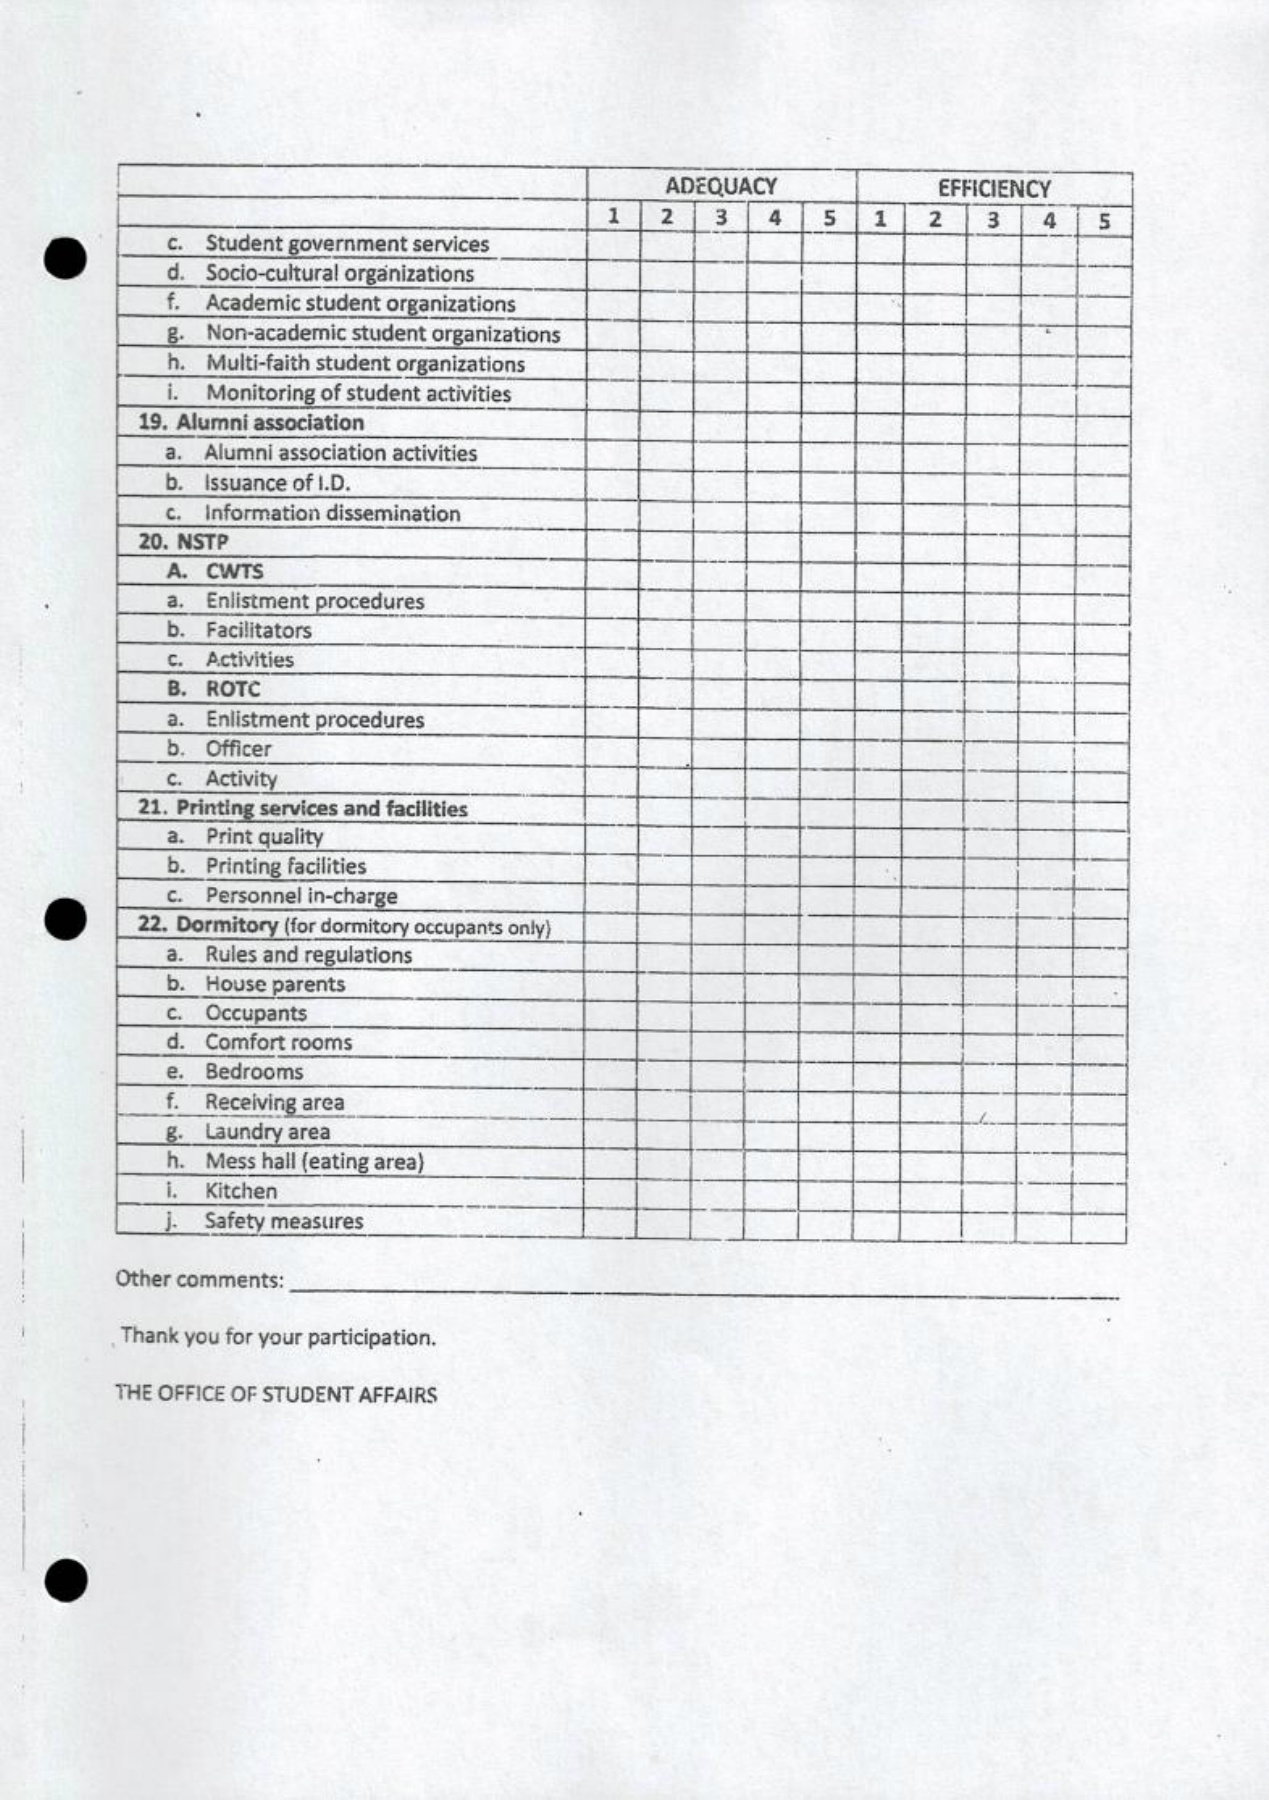 ADEQUACY EFFICIENCY
1 2 3 4 5 1 2 3 4 5
c. Student government services
d. Socio-cultural organizations
f. Academic student organizations
g. Non-academic student organizations
h. Multi-faith student organizations
i. Monitoring of student activities
19. Alumni association
a. Alumni association activities
b. Issuance of I.D.
c. Information dissemination
20. NSTP
A. CWTS
a. Enlistment procedures
b. Facilitators
c. Activities
B. ROTC
a. Enlistment procedures
b. Officer
c. Activity
21. Printing services and facilities
a. Print quality
b. Printing facilities
c. Personnel in-charge
22. Dormitory (for dormitory occupants only)
a. Rules and regulations
b. House parents
c. Occupants
d. Comfort rooms
e. Bedrooms
f. Receiving area
g. Laundry area
h. Mess hall (eating area)
i. Kitchen
j. Safety measures
Other comments:
Thank you for your participation.
THE OFFICE OF STUDENT AFFAIRS